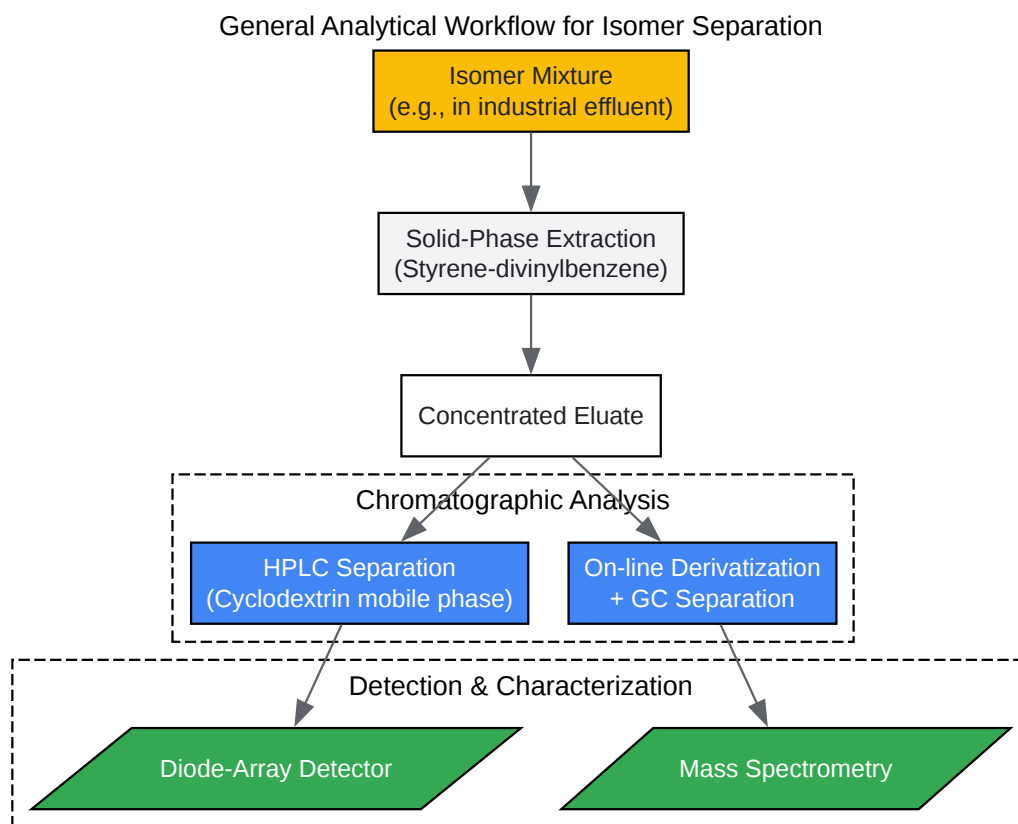 General Analytical Workflow for Isomer Separation
Isomer Mixture
(e.g., in industrial effluent)
Solid-Phase Extraction
(Styrene-divinylbenzene)
Concentrated Eluate
Chromatographic Analysis
HPLC Separation
(Cyclodextrin mobile phase)
On-line Derivatization
+ GC Separation
Detection & Characterization
Diode-Array Detector
Mass Spectrometry